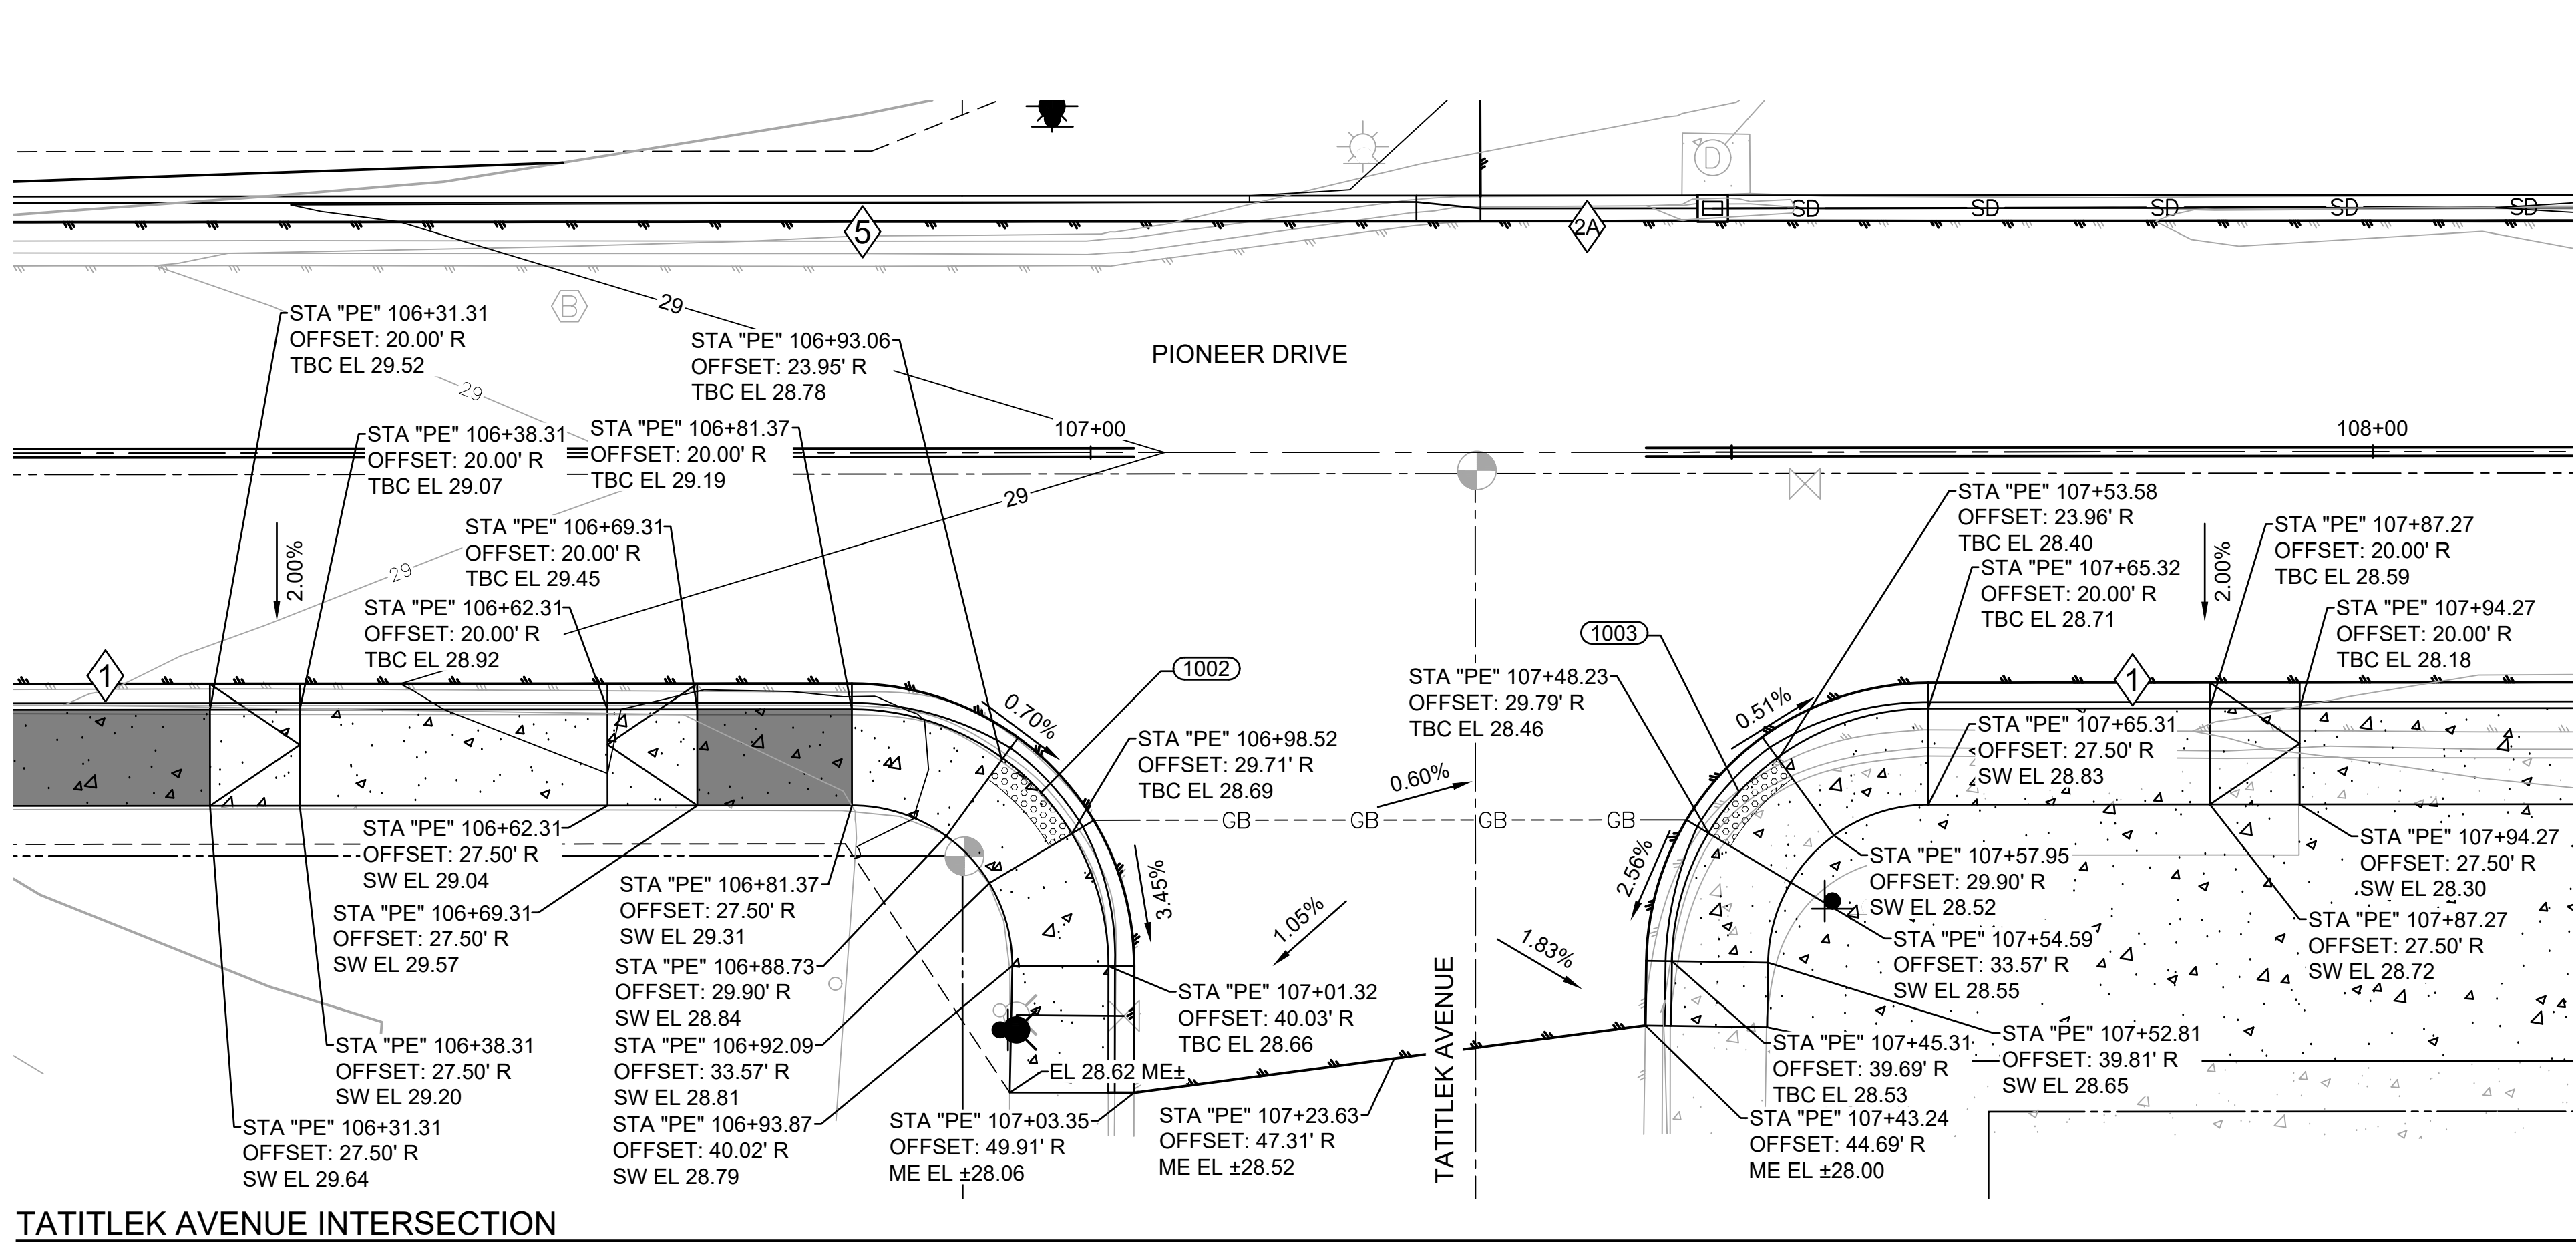 D
5
2A
SD
SD
SD
SD
SD
B
29
STA "PE" 106+31.31
OFFSET: 20.00' R
TBC EL 29.52
STA "PE" 106+93.06
OFFSET: 23.95' R
TBC EL 28.78
PIONEER DRIVE
29
STA "PE" 106+38.31
OFFSET: 20.00' R
TBC EL 29.07
STA "PE" 106+81.37
OFFSET: 20.00' R
TBC EL 29.19
107+00
108+00
29
STA "PE" 106+69.31
OFFSET: 20.00' R
TBC EL 29.45
2.00%
29
STA "PE" 106+62.31
OFFSET: 20.00' R
TBC EL 28.92
STA "PE" 107+53.58
OFFSET: 23.96' R
TBC EL 28.40
STA "PE" 107+65.32
OFFSET: 20.00' R
TBC EL 28.71
2.00%
STA "PE" 107+87.27
OFFSET: 20.00' R
TBC EL 28.59
STA "PE" 107+94.27
OFFSET: 20.00' R
TBC EL 28.18
1
1002
1003
1
0.70%
STA "PE" 107+48.23
OFFSET: 29.79' R
TBC EL 28.46
0.51%
STA "PE" 106+98.52
OFFSET: 29.71' R
TBC EL 28.69
0.60%
STA "PE" 107+65.31
OFFSET: 27.50' R
SW EL 28.83
GB
GB
GB
GB
STA "PE" 106+62.31
OFFSET: 27.50' R
SW EL 29.04
STA "PE" 106+69.31
OFFSET: 27.50' R
SW EL 29.57
STA "PE" 106+81.37
OFFSET: 27.50' R
SW EL 29.31
3.45%
1.05%
1.83%
2.56%
STA "PE" 107+57.95
OFFSET: 29.90' R
SW EL 28.52
STA "PE" 107+94.27
OFFSET: 27.50' R
SW EL 28.30
STA "PE" 107+87.27
OFFSET: 27.50' R
SW EL 28.72
STA "PE" 107+54.59
OFFSET: 33.57' R
SW EL 28.55
STA "PE" 106+88.73
OFFSET: 29.90' R
SW EL 28.84
STA "PE" 107+01.32
OFFSET: 40.03' R
TBC EL 28.66
STA "PE" 106+38.31
OFFSET: 27.50' R
SW EL 29.20
STA "PE" 106+92.09
OFFSET: 33.57' R
SW EL 28.81
EL 28.62 ME±
TATITLEK AVENUE
STA "PE" 107+45.31
OFFSET: 39.69' R
TBC EL 28.53
STA "PE" 107+52.81
OFFSET: 39.81' R
SW EL 28.65
STA "PE" 106+31.31
OFFSET: 27.50' R
SW EL 29.64
STA "PE" 106+93.87
OFFSET: 40.02' R
SW EL 28.79
STA "PE" 107+03.35
OFFSET: 49.91' R
ME EL ±28.06
STA "PE" 107+23.63
OFFSET: 47.31' R
ME EL ±28.52
STA "PE" 107+43.24
OFFSET: 44.69' R
ME EL ±28.00
TATITLEK AVENUE INTERSECTION